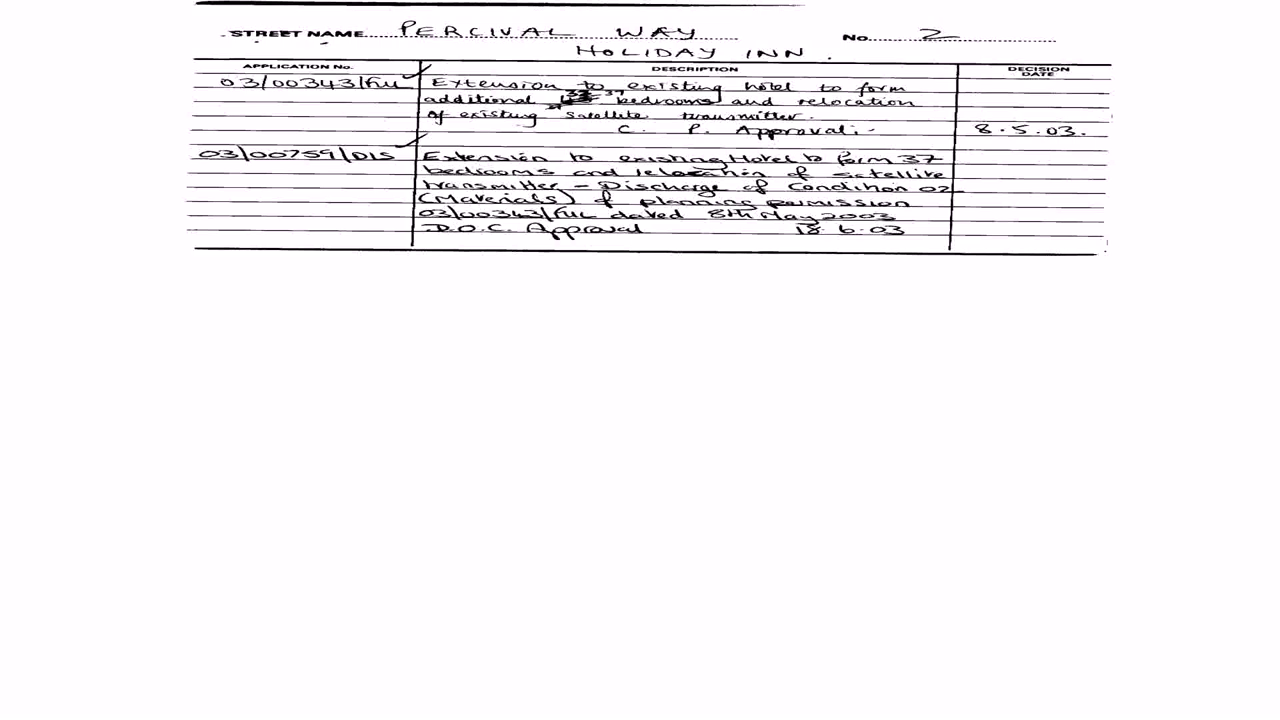 STREET NAME PERCIVAL WAY No. 2
HOLIDAY INN.
APPLICATION No. DESCRIPTION DECISION DATE
03/00343/FUL Extension to existing hotel to form
additional 37 bedrooms and relocation
of existing satellite transmitter.
C. P. Approval:- 8.5.03.
03/00759/DIS Extension to existing Hotel to form 37
bedrooms and relocation of satellite
transmitter - Discharge of Condition 02
(Materials) of planning permission
03/00343/FUL dated 8th May 2003
D.O.C. Approval 18.6.03